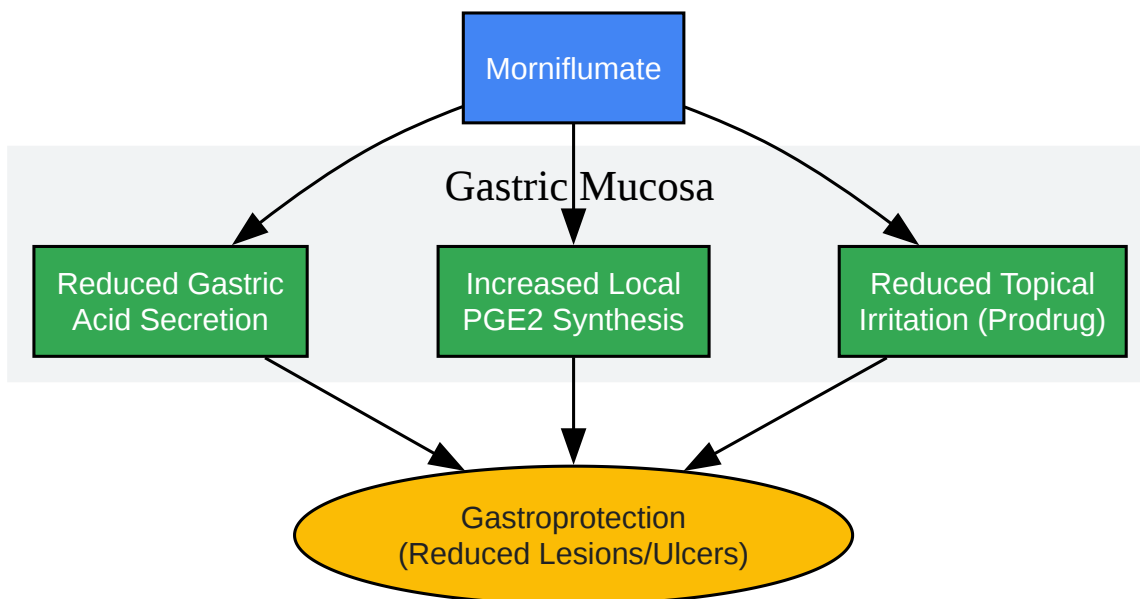 Morniflumate
Gastric Mucosa
Reduced Gastric
Acid Secretion
Increased Local
PGE2 Synthesis
Reduced Topical
Irritation (Prodrug)
Gastroprotection
(Reduced Lesions/Ulcers)